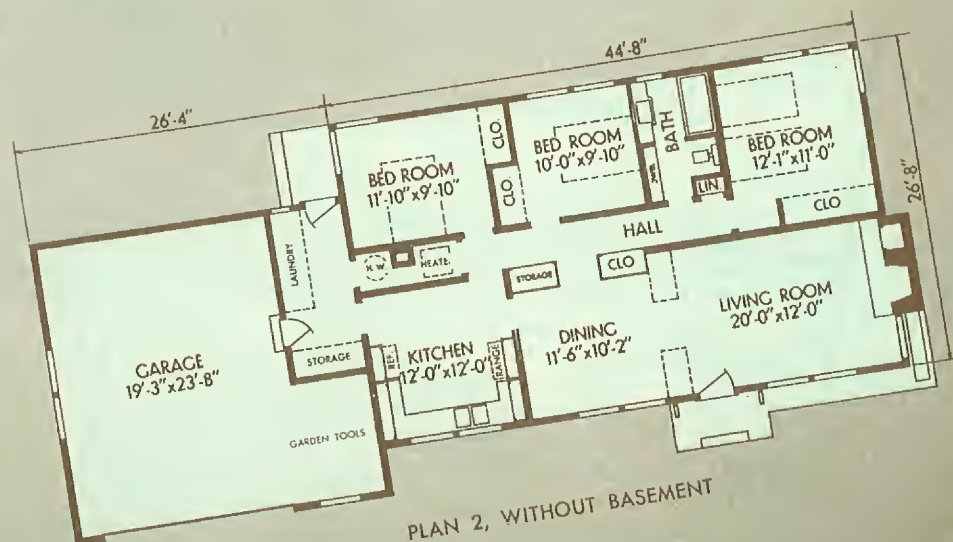 44'-8"
26'-4"
26'-8"
BED ROOM
11'-10"x9'-10"
CLO.
CLO.
BED ROOM
10'-0"x9'-10"
BATH
LIN.
BED ROOM
12'-1"x11'-0"
CLO
HALL
LAUNDRY
H.W.
HEATE.
STORAGE
CLO
LIVING ROOM
20'-0"x12'-0"
DINING
11'-6"x10'-2"
GARAGE
19'-3"x23'-8"
STORAGE
REF.
KITCHEN
12'-0"x12'-0"
RANGE
GARDEN TOOLS
PLAN 2, WITHOUT BASEMENT